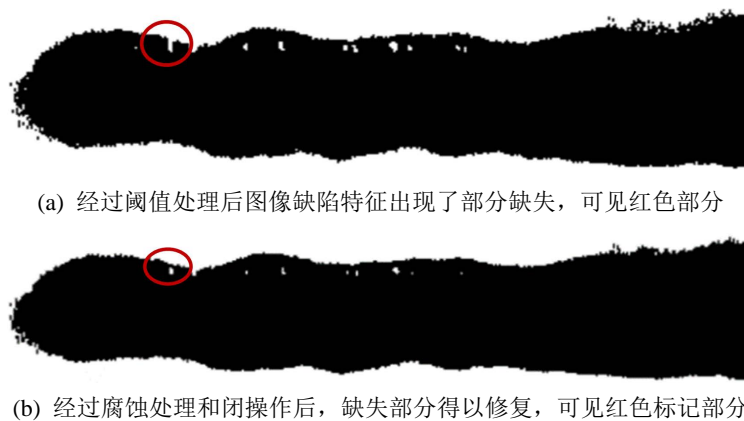 (a) 经过阈值处理后图像缺陷特征出现了部分缺失，可见红色部分
(b) 经过腐蚀处理和闭操作后，缺失部分得以修复，可见红色标记部分